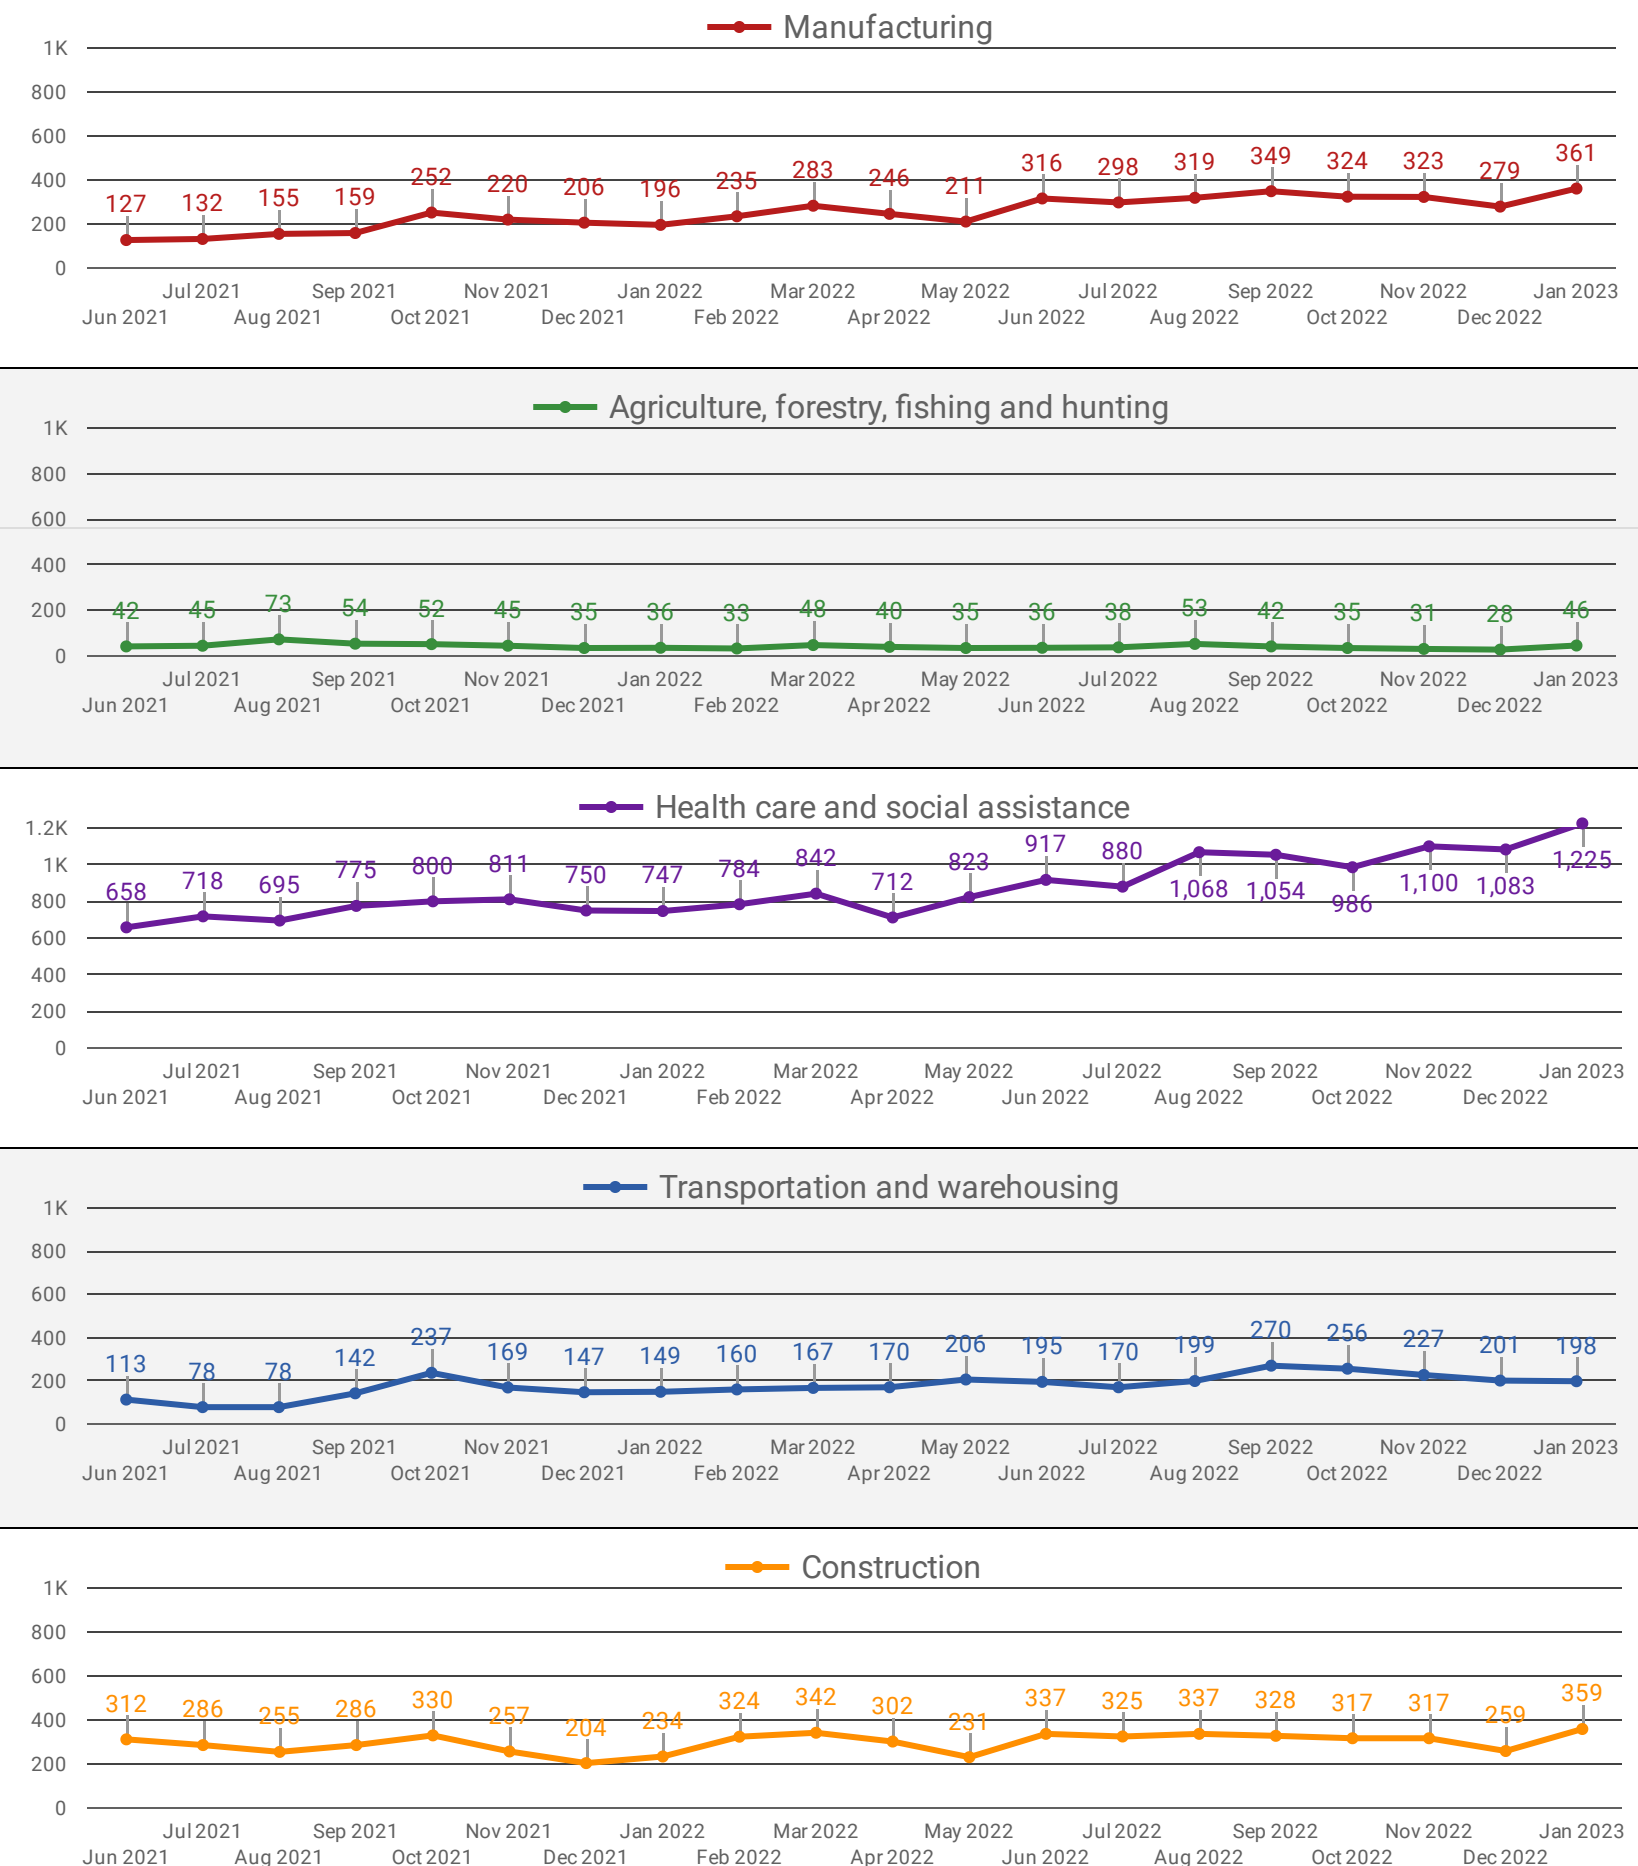 Manufacturing
1K
800
600
400
200
0
127 132 155 159 252 220 206 196 235 283 246 211 316 298 319 349 324 323 279 361
Jul 2021 Sep 2021 Nov 2021 Jan 2022 Mar 2022 May 2022 Jul 2022 Sep 2022 Nov 2022 Jan 2023
Jun 2021 Aug 2021 Oct 2021 Dec 2021 Feb 2022 Apr 2022 Jun 2022 Aug 2022 Oct 2022 Dec 2022
Agriculture, forestry, fishing and hunting
1K
800
600
400
200
0
42 45 73 54 52 45 35 36 33 48 40 35 36 38 53 42 35 31 28 46
Jul 2021 Sep 2021 Nov 2021 Jan 2022 Mar 2022 May 2022 Jul 2022 Sep 2022 Nov 2022 Jan 2023
Jun 2021 Aug 2021 Oct 2021 Dec 2021 Feb 2022 Apr 2022 Jun 2022 Aug 2022 Oct 2022 Dec 2022
Health care and social assistance
1.2K
1K
800
600
400
200
0
658 718 695 775 800 811 750 747 784 842 712 823 917 880 1,068 1,054 986 1,100 1,083 1,225
Jul 2021 Sep 2021 Nov 2021 Jan 2022 Mar 2022 May 2022 Jul 2022 Sep 2022 Nov 2022 Jan 2023
Jun 2021 Aug 2021 Oct 2021 Dec 2021 Feb 2022 Apr 2022 Jun 2022 Aug 2022 Oct 2022 Dec 2022
Transportation and warehousing
1K
800
600
400
200
0
113 78 78 142 237 169 147 149 160 167 170 206 195 170 199 270 256 227 201 198
Jul 2021 Sep 2021 Nov 2021 Jan 2022 Mar 2022 May 2022 Jul 2022 Sep 2022 Nov 2022 Jan 2023
Jun 2021 Aug 2021 Oct 2021 Dec 2021 Feb 2022 Apr 2022 Jun 2022 Aug 2022 Oct 2022 Dec 2022
Construction
1K
800
600
400
200
0
312 286 255 286 330 257 204 234 324 342 302 231 337 325 337 328 317 317 259 359
Jul 2021 Sep 2021 Nov 2021 Jan 2022 Mar 2022 May 2022 Jul 2022 Sep 2022 Nov 2022 Jan 2023
Jun 2021 Aug 2021 Oct 2021 Dec 2021 Feb 2022 Apr 2022 Jun 2022 Aug 2022 Oct 2022 Dec 2022